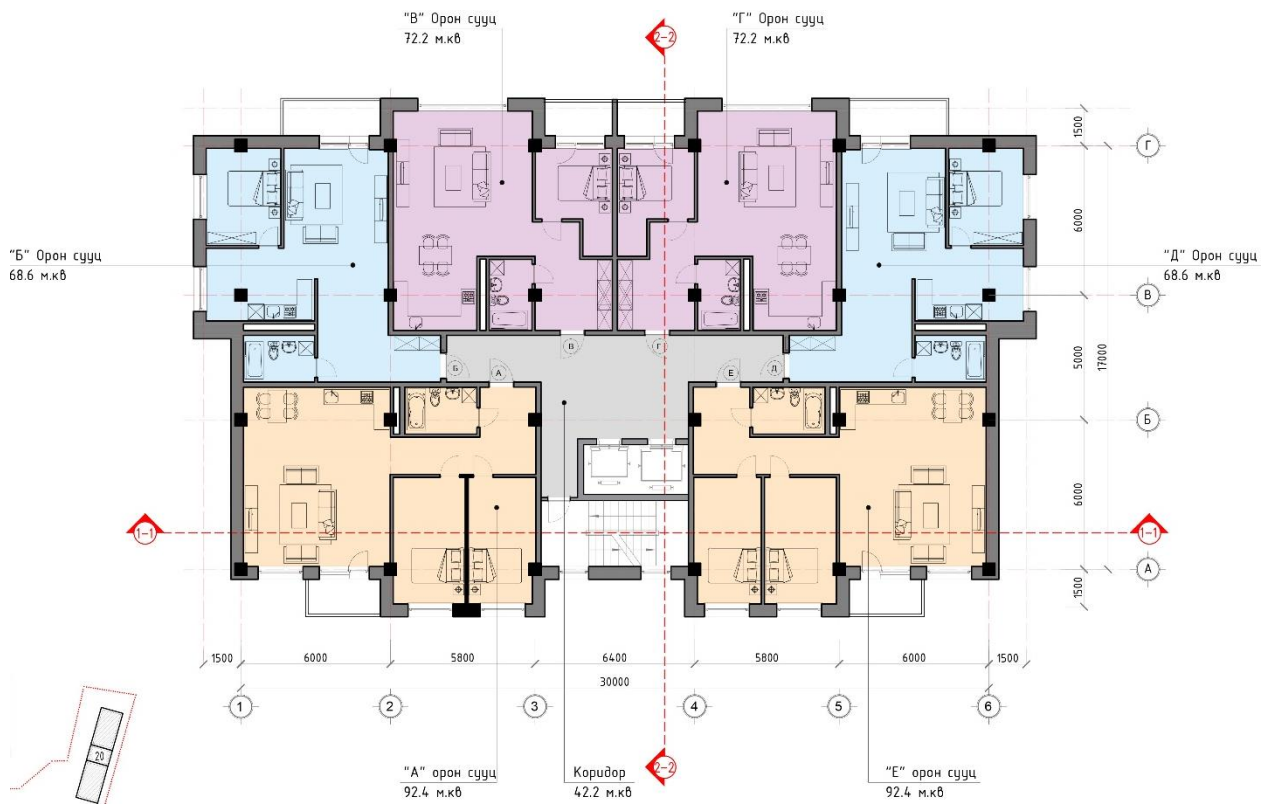 "В" Орон сууц
72.2 м.кв
2-2
"Г" Орон сууц
72.2 м.кв
1500
Г
"Б" Орон сууц
68.6 м.кв
6000
"Д" Орон сууц
68.6 м.кв
В
В
Г
Б
А
Е
Д
5000
17000
Б
6000
1-1
1-1
А
1500
1500
6000
5800
6400
5800
6000
1500
30000
1
2
3
4
5
6
20
2-2
"А" орон сууц
92.4 м.кв
Коридор
42.2 м.кв
"Е" орон сууц
92.4 м.кв